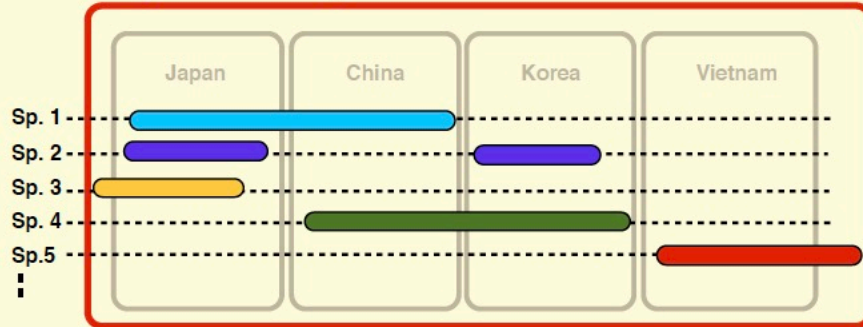 Japan China Korea Vietnam
Sp. 1
Sp. 2
Sp. 3
Sp. 4
Sp.5